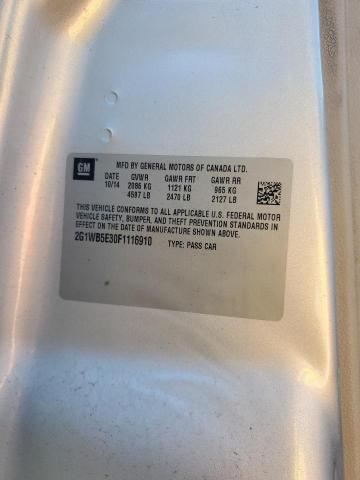 GM
MFD BY GENERAL MOTORS OF CANADA LTD.
DATE GVWR GAWR FRT GAWR RR
10/14 2086 KG 1121 KG 965 KG
4587 LB 2470 LB 2127 LB
THIS VEHICLE CONFORMS TO ALL APPLICABLE U.S. FEDERAL MOTOR
VEHICLE SAFETY, BUMPER, AND THEFT PREVENTION STANDARDS IN
EFFECT ON THE DATE OF MANUFACTURE SHOWN ABOVE.
2G1WB5E30F1116910 TYPE: PASS CAR